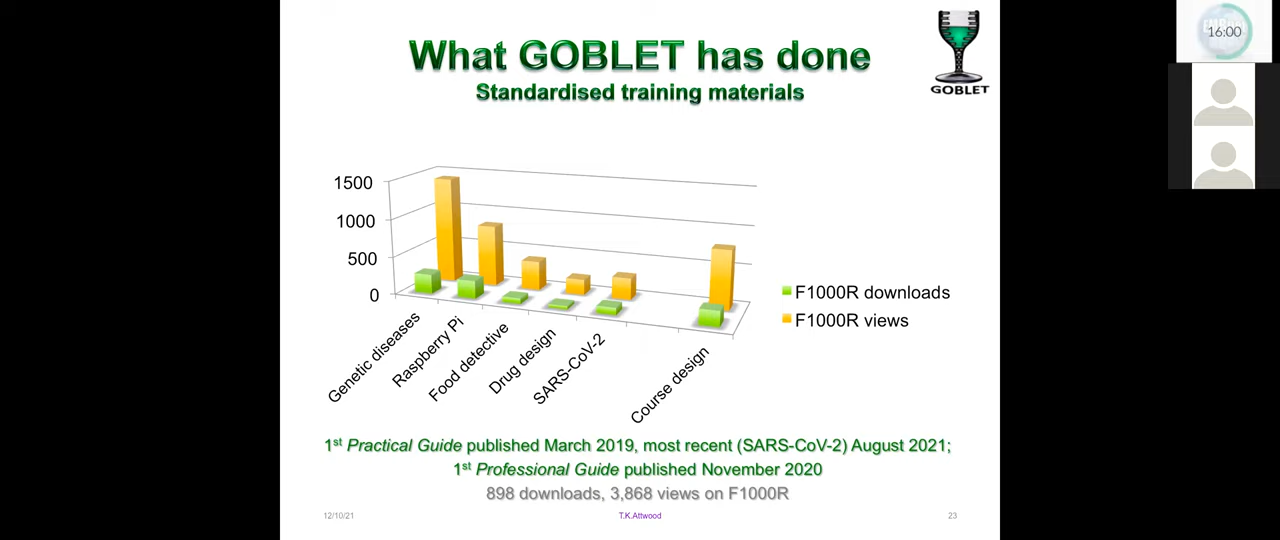 What GOBLET has done
Standardised training materials
GOBLET
16:00
1500
1000
500
0
Genetic diseases
Raspberry Pi
Food detective
Drug design
SARS-CoV-2
Course design
F1000R downloads
F1000R views
1st Practical Guide published March 2019, most recent (SARS-CoV-2) August 2021;
1st Professional Guide published November 2020
898 downloads, 3,868 views on F1000R
12/10/21
T.K.Attwood
23